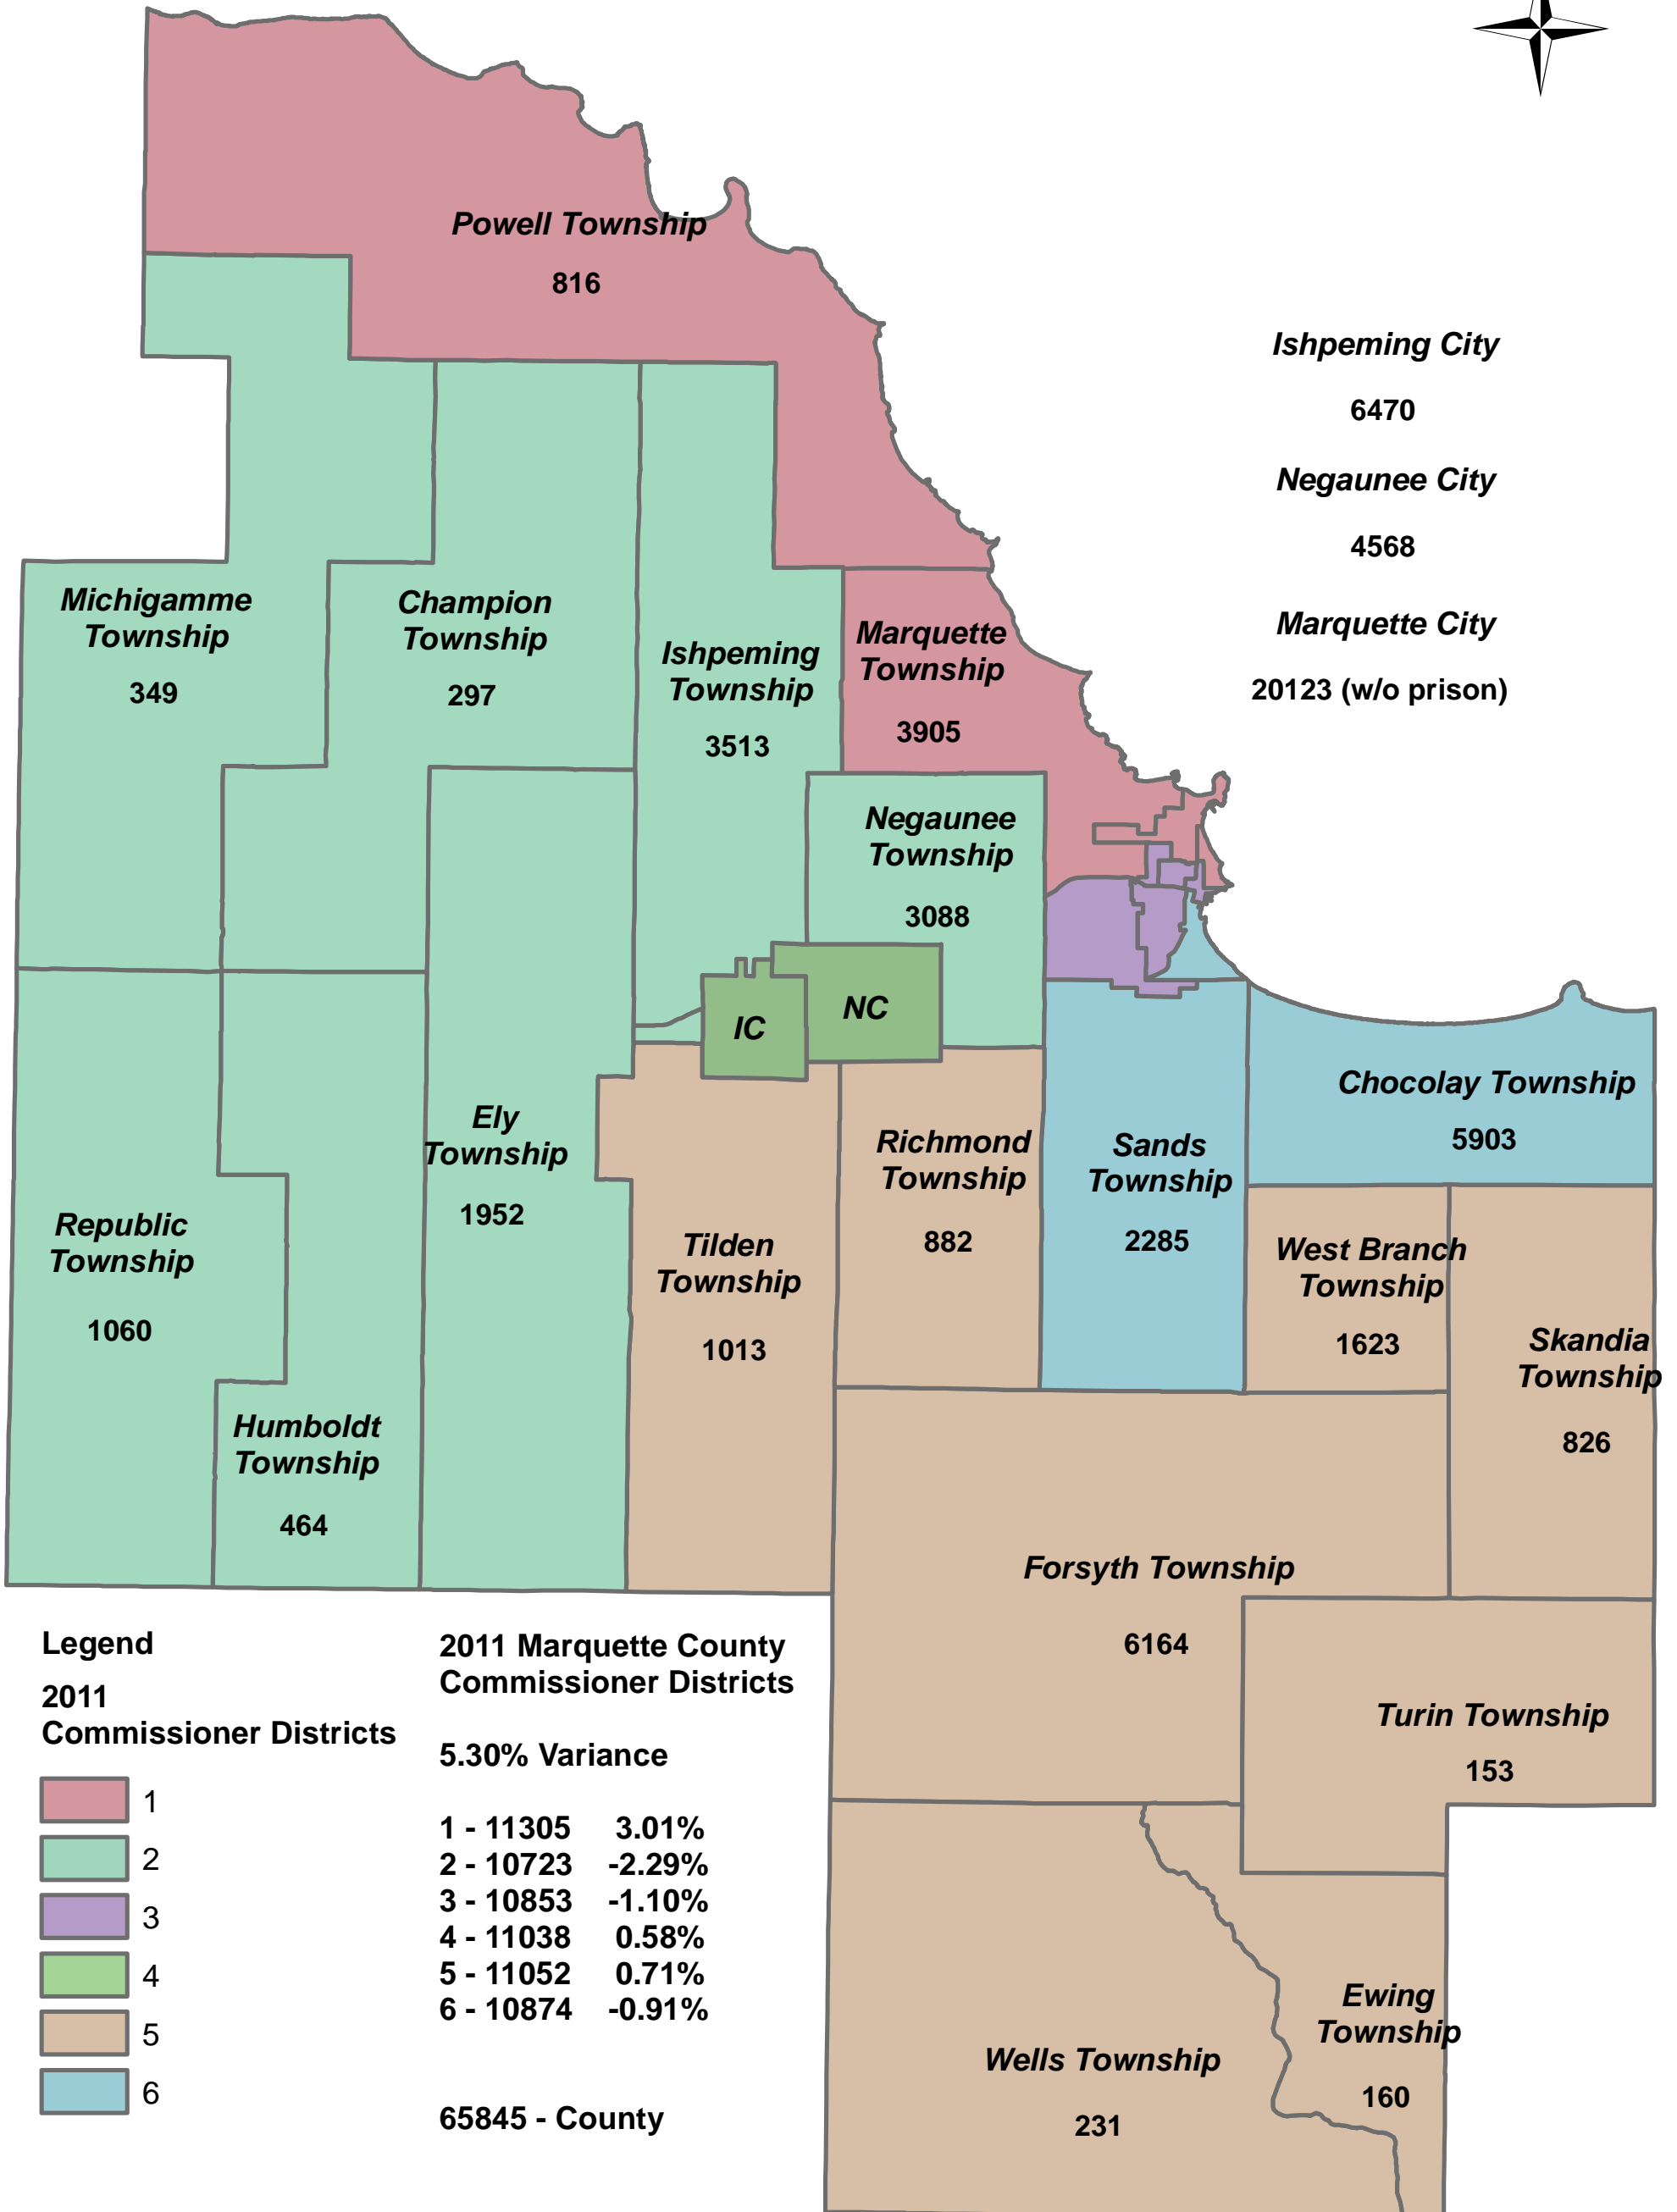 Powell Township
816
Ishpeming City
6470
Negaunee City
4568
Marquette City
20123 (w/o prison)
Michigamme
Township
349
Champion
Township
297
Ishpeming
Township
3513
Marquette
Township
3905
Negaunee
Township
3088
IC
NC
Chocolay Township
5903
Ely
Township
1952
Richmond
Township
882
Sands
Township
2285
Republic
Township
1060
Tilden
Township
1013
West Branch
Township
1623
Skandia
Township
826
Humboldt
Township
464
Forsyth Township
6164
Turin Township
153
Ewing
Township
160
Wells Township
231
Legend
2011
Commissioner Districts
1
2
3
4
5
6
2011 Marquette County
Commissioner Districts
5.30% Variance
1 - 11305 3.01%
2 - 10723 -2.29%
3 - 10853 -1.10%
4 - 11038 0.58%
5 - 11052 0.71%
6 - 10874 -0.91%
65845 - County